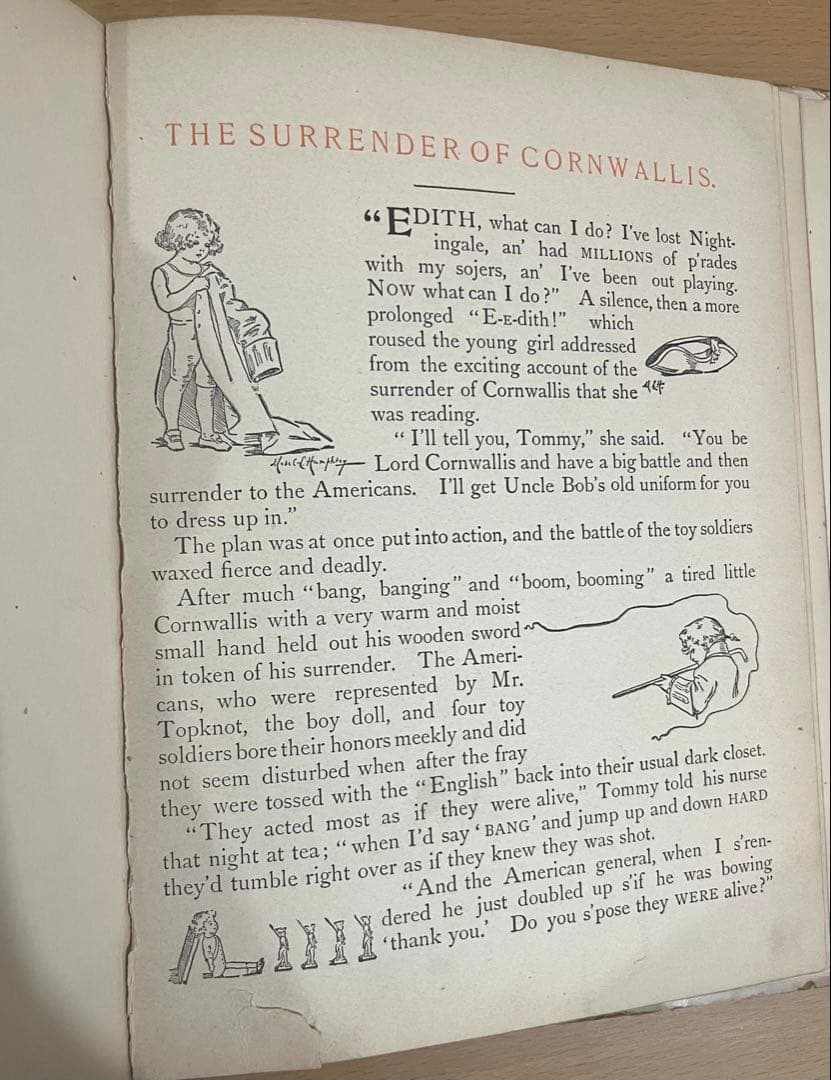 THE SURRENDER OF CORNWALLIS.
“EDITH, what can I do? I've lost Night-
ingale, an' had MILLIONS of p'rades
with my sojers, an' I've been out playing.
NOW what can I do?” A silence, then a more
prolonged “E-E-dith!” which
roused the young girl addressed
from the exciting account of the
surrender of Cornwallis that she
was reading.
“I'll tell you, Tommy,” she said. “You be
Lord Cornwallis and have a big battle and then
surrender to the Americans. I'll get Uncle Bob's old uniform for you
to dress up in.”
The plan was at once put into action, and the battle of the toy soldiers
waxed fierce and deadly.
After much “bang, banging” and “boom, booming” a tired little
Cornwallis with a very warm and moist
small hand held out his wooden sword
in token of his surrender. The Ameri-
cans, who were represented by Mr.
Topknot, the boy doll, and four toy
soldiers bore their honors meekly and did
not seem disturbed when after the fray
they were tossed with the “English” back into their usual dark closet.
“They acted most as if they were alive,” Tommy told his nurse
that night at tea; “when I'd say ‘BANG’ and jump up and down HARD
they'd tumble right over as if they knew they was shot.
“And the American general, when I s'ren-
dered he just doubled up s'if he was bowing
‘thank you.’ Do you s'pose they WERE alive?”